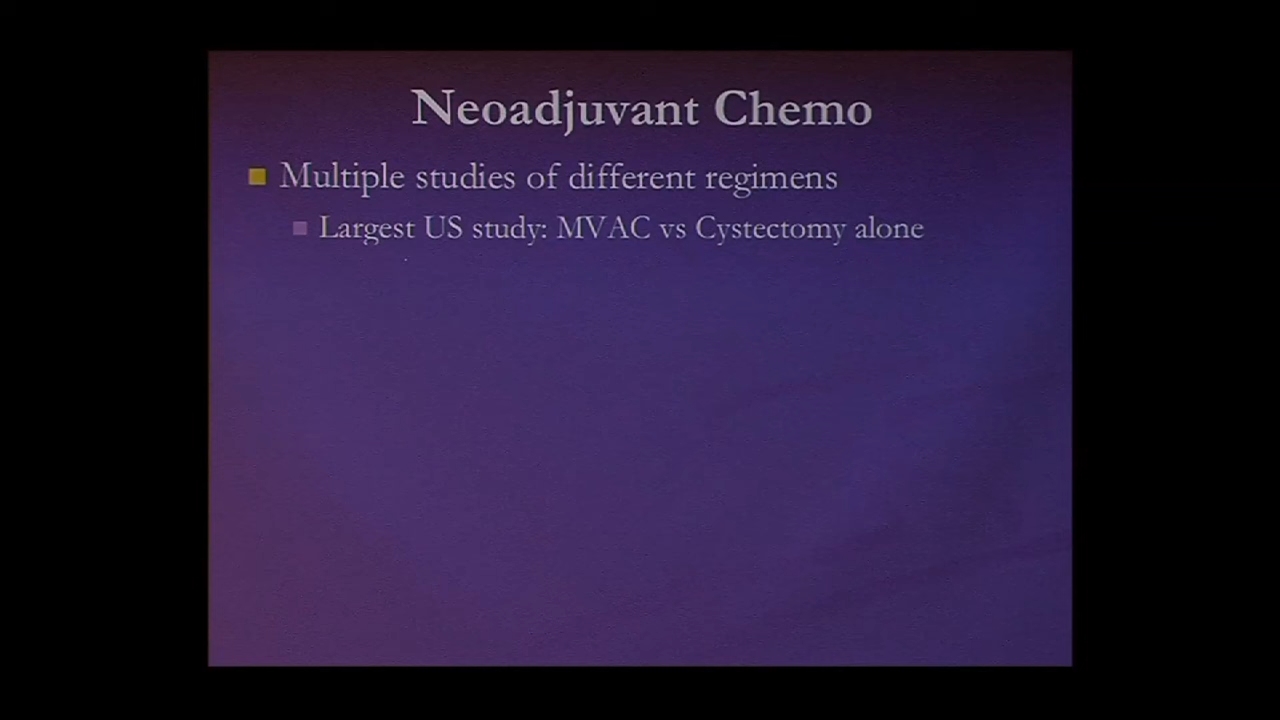 Neoadjuvant Chemo
Multiple studies of different regimens
Largest US study: MVAC vs Cystectomy alone